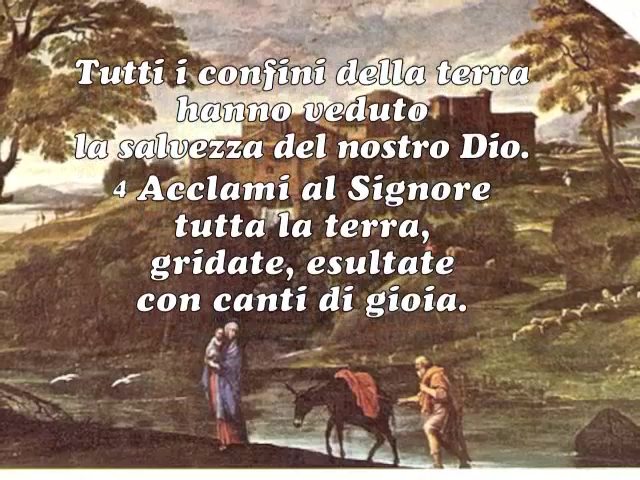 Tutti i confini della terra
hanno veduto
la salvezza del nostro Dio.
4 Acclami al Signore
tutta la terra,
gridate, esultate
con canti di gioia.